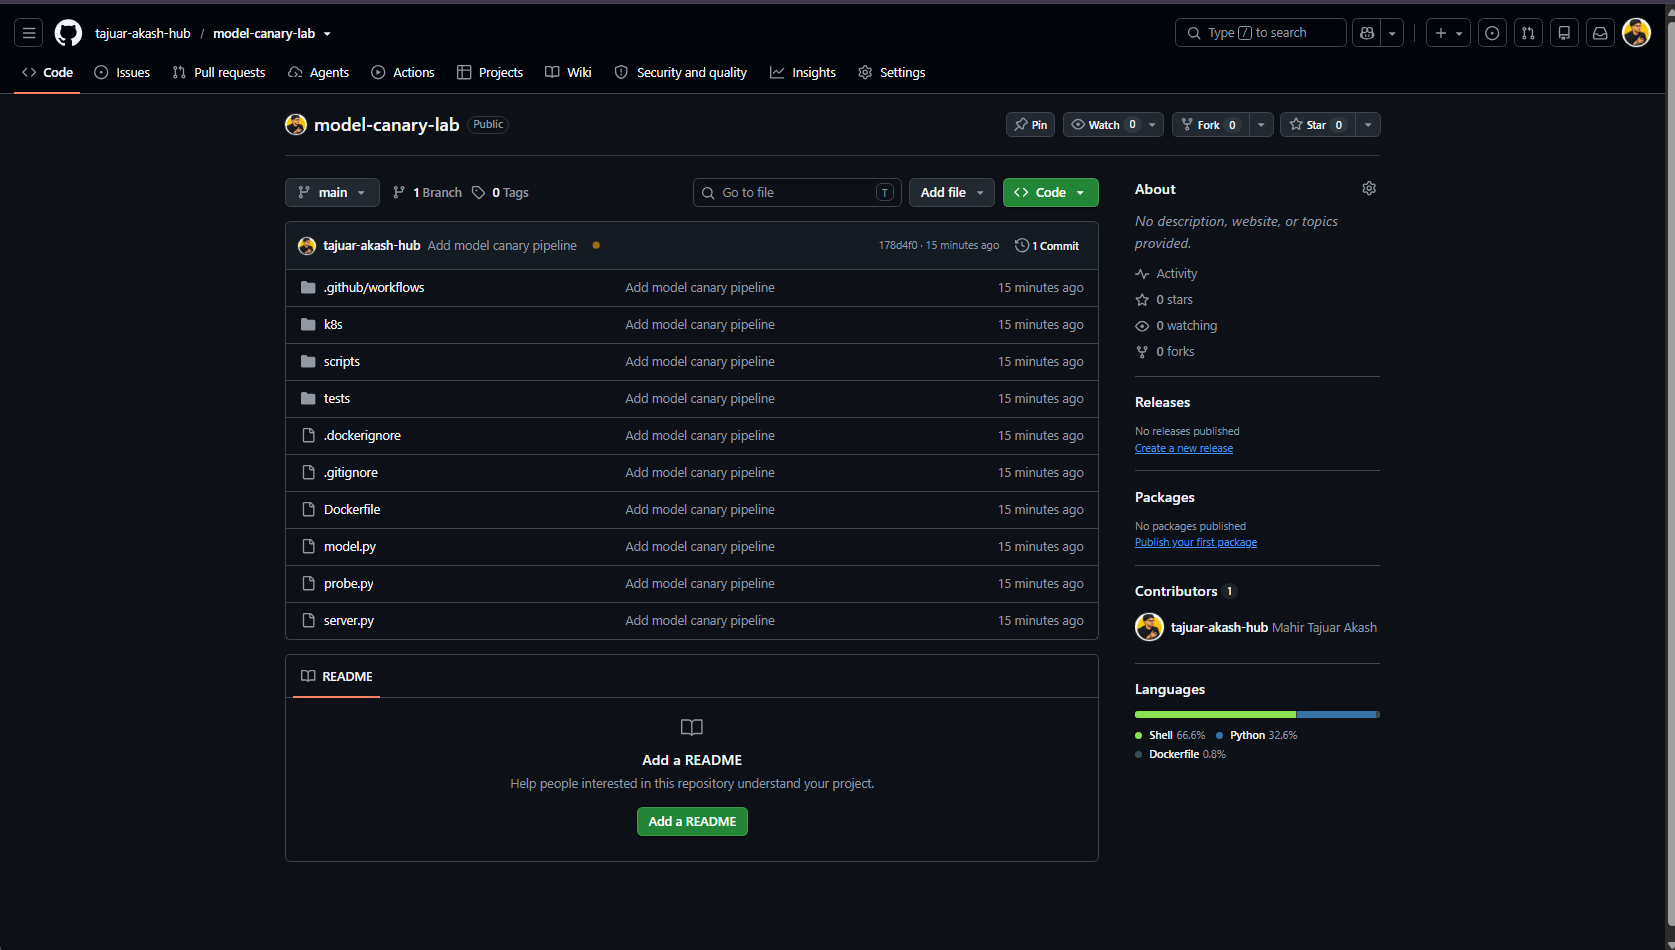 tajuar-akash-hub / model-canary-lab
Type / to search
Code Issues Pull requests Agents Actions Projects Wiki Security and quality Insights Settings
model-canary-lab Public
Pin Watch 0 Fork 0 Star 0
main 1 Branch 0 Tags Go to file T Add file Code
tajuar-akash-hub Add model canary pipeline 178d4f0 · 15 minutes ago 1 Commit
.github/workflows Add model canary pipeline 15 minutes ago
k8s Add model canary pipeline 15 minutes ago
scripts Add model canary pipeline 15 minutes ago
tests Add model canary pipeline 15 minutes ago
.dockerignore Add model canary pipeline 15 minutes ago
.gitignore Add model canary pipeline 15 minutes ago
Dockerfile Add model canary pipeline 15 minutes ago
model.py Add model canary pipeline 15 minutes ago
probe.py Add model canary pipeline 15 minutes ago
server.py Add model canary pipeline 15 minutes ago
README
Add a README
Help people interested in this repository understand your project.
Add a README
About
No description, website, or topics
provided.
Activity
0 stars
0 watching
0 forks
Releases
No releases published
Create a new release
Packages
No packages published
Publish your first package
Contributors 1
tajuar-akash-hub Mahir Tajuar Akash
Languages
Shell 66.6% Python 32.6%
Dockerfile 0.8%